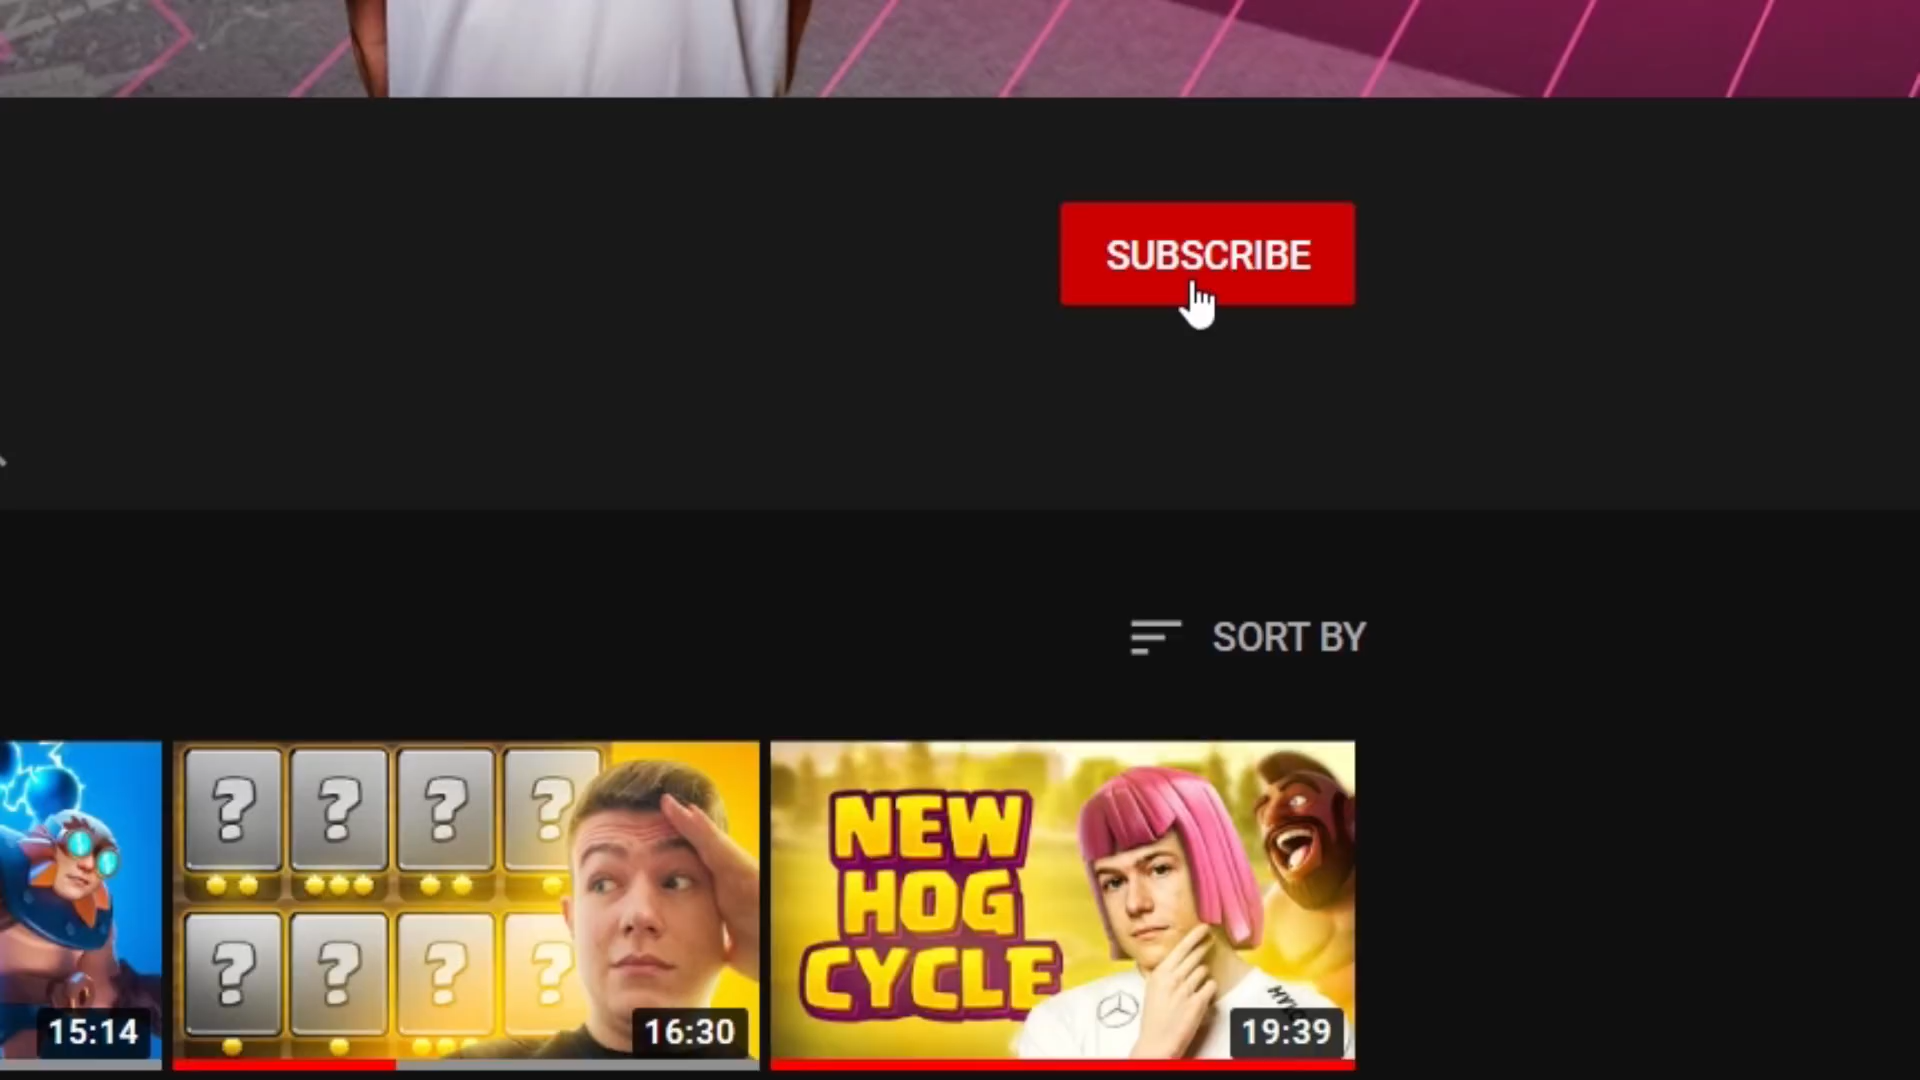 SUBSCRIBE
SORT BY
? ? ? ?
? ? ? ?
NEW
HOG
CYCLE
15:14
16:30
19:39